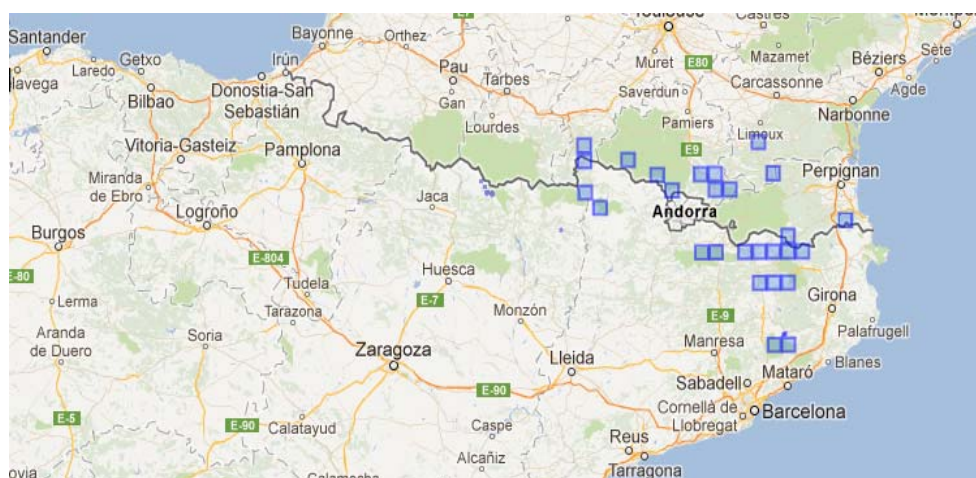 Santander
Laredo
Getxo
Bilbao
Irún
Bayonne
Orthez
Donostia-San
Sebastián
Vitoria-Gasteiz
Pamplona
Miranda
de Ebro
Logroño
Burgos
E-80
E-804
Lerma
Aranda
de Duero
Soria
Tudela
Tarazona
E-5
E-90
Calatayud
Pau
Gan
Tarbes
Lourdes
Jaca
Huesca
E-7
Monzón
Zaragoza
Lleida
E-90
Caspe
Alcañiz
Muret
E80
Castres
Mazamet
Saverdun
Carcassonne
Pamiers
E9
Limoux
Béziers
Sète
Agde
Narbonne
Perpignan
Andorra
E-9
Girona
Palafrugell
Manresa
Blanes
Mataró
Sabadell
Cornellà de
Llobregat
Barcelona
Reus
Tarragona